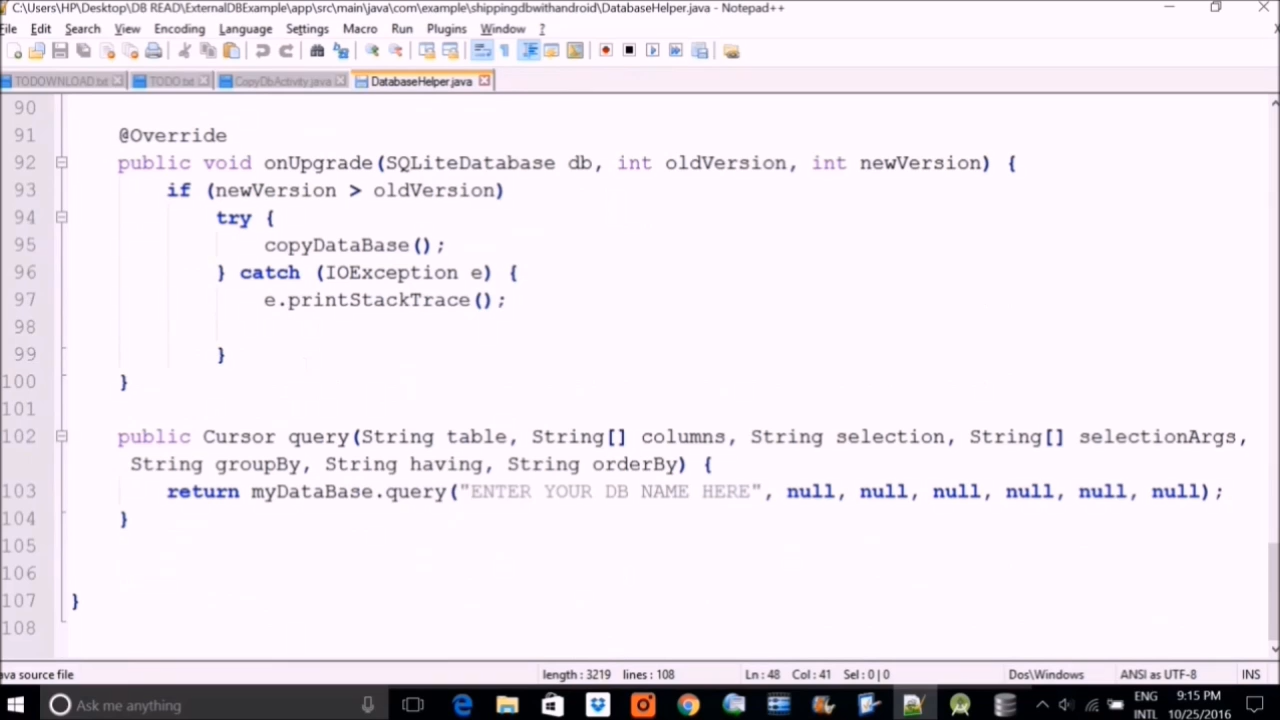 C:\Users\HP\Desktop\DB READ\ExternalDBExample\app\src\main\java\com\example\shippingdbwithandroid\DatabaseHelper.java - Notepad++
File Edit Search View Encoding Language Settings Macro Run Plugins Window ?
TODOWNLOAD.txt TODO.txt CopyDbActivity.java DatabaseHelper.java
90
91 @Override
92 public void onUpgrade(SQLiteDatabase db, int oldVersion, int newVersion) {
93 if (newVersion > oldVersion)
94 try {
95 copyDataBase();
96 } catch (IOException e) {
97 e.printStackTrace();
98
99 }
100 }
101
102 public Cursor query(String table, String[] columns, String selection, String[] selectionArgs,
String groupBy, String having, String orderBy) {
103 return myDataBase.query("ENTER YOUR DB NAME HERE", null, null, null, null, null, null);
104 }
105
106
107 }
108
ava source file length : 3219 lines : 108 Ln : 48 Col : 41 Sel : 0 | 0 Dos\Windows ANSI as UTF-8 INS
Ask me anything ENG 9:15 PM
INTL 10/25/2016